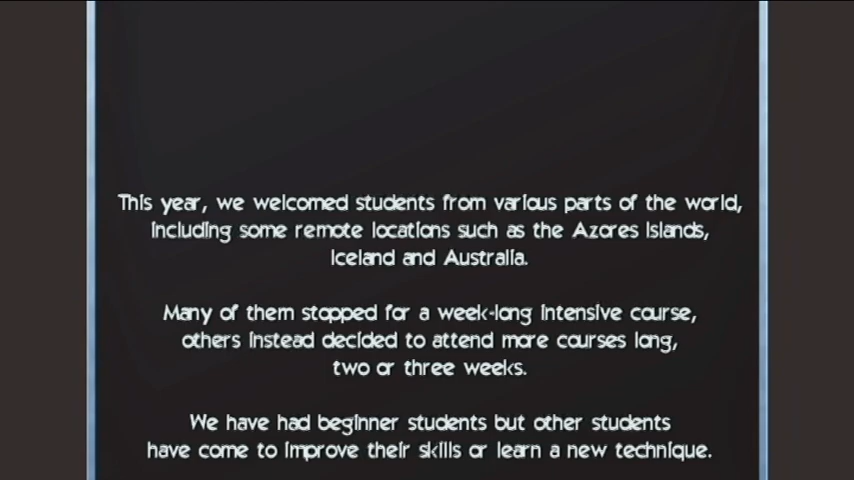 This year, we welcomed students from various parts of the world,
including some remote locations such as the Azores Islands,
Iceland and Australia.
Many of them stopped for a week-long intensive course,
others instead decided to attend more courses long,
two or three weeks.
We have had beginner students but other students
have come to improve their skills or learn a new technique.